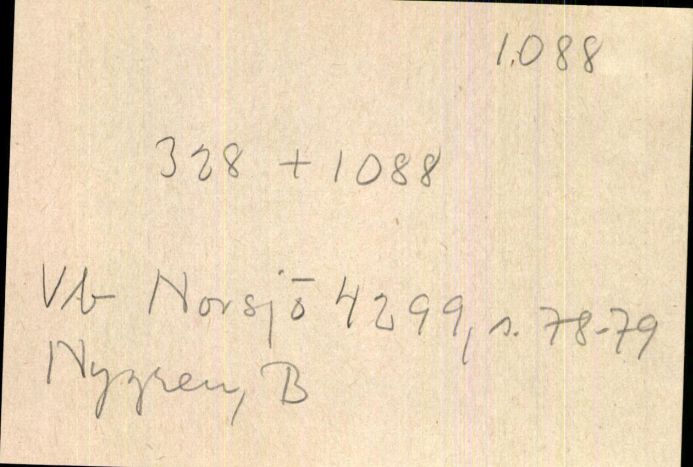 1.088
328 + 1088
Vb Norsjö 4299, s. 78-79
Nygren, B